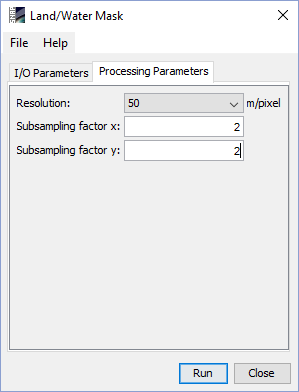 Land/Water Mask
File Help
I/O Parameters Processing Parameters
Resolution: 50 m/pixel
Subsampling factor x: 2
Subsampling factor y: 2
Run Close